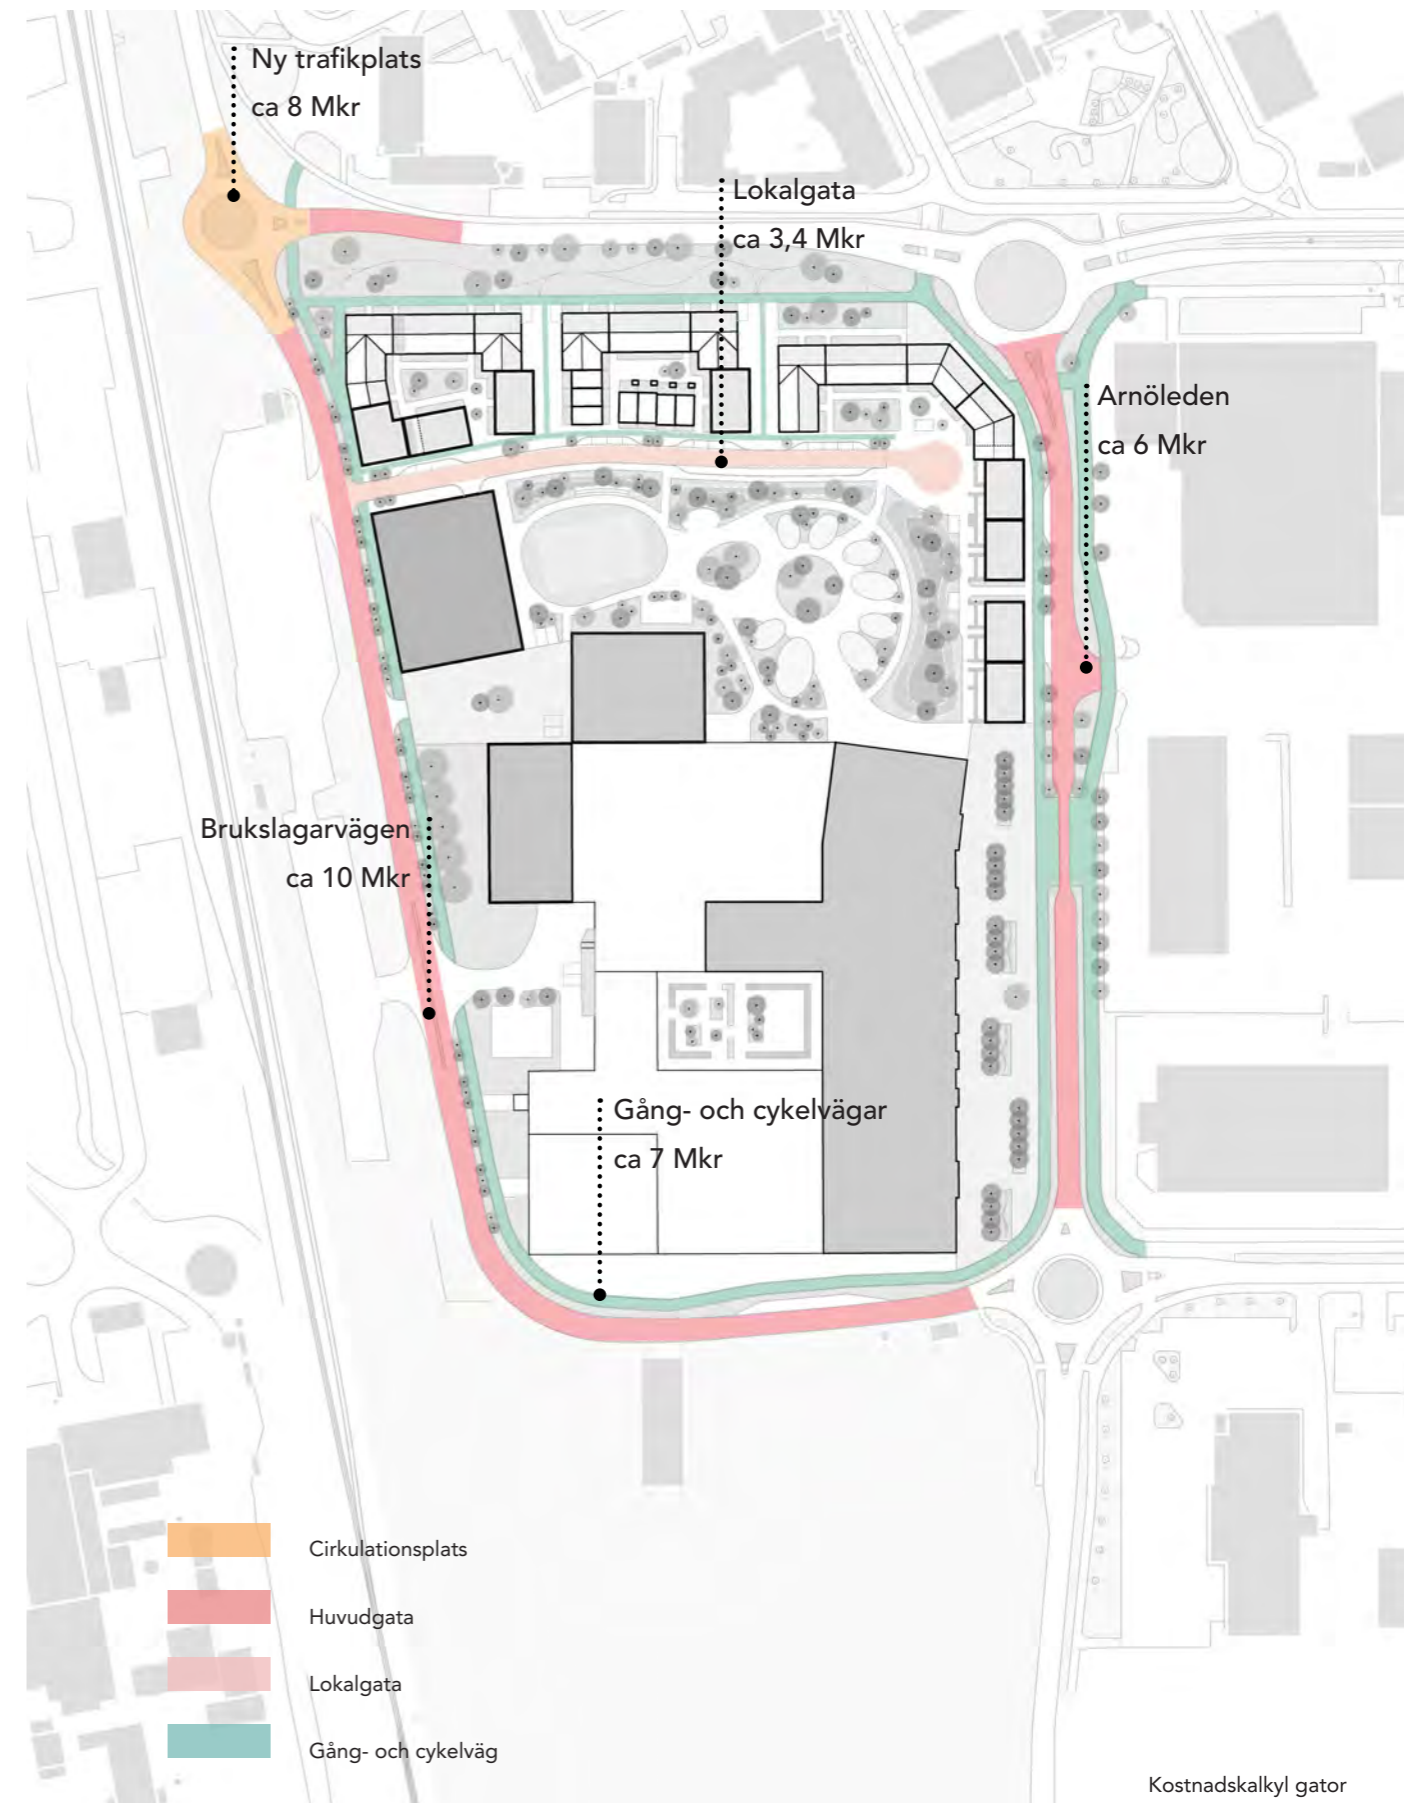 Ny trafikplats
ca 8 Mkr
Lokalgata
ca 3,4 Mkr
Arnöleden
ca 6 Mkr
Brukslagarvägen
ca 10 Mkr
Gång- och cykelvägar
ca 7 Mkr
Cirkulationsplats
Huvudgata
Lokalgata
Gång- och cykelväg
Kostnadskalkyl gator